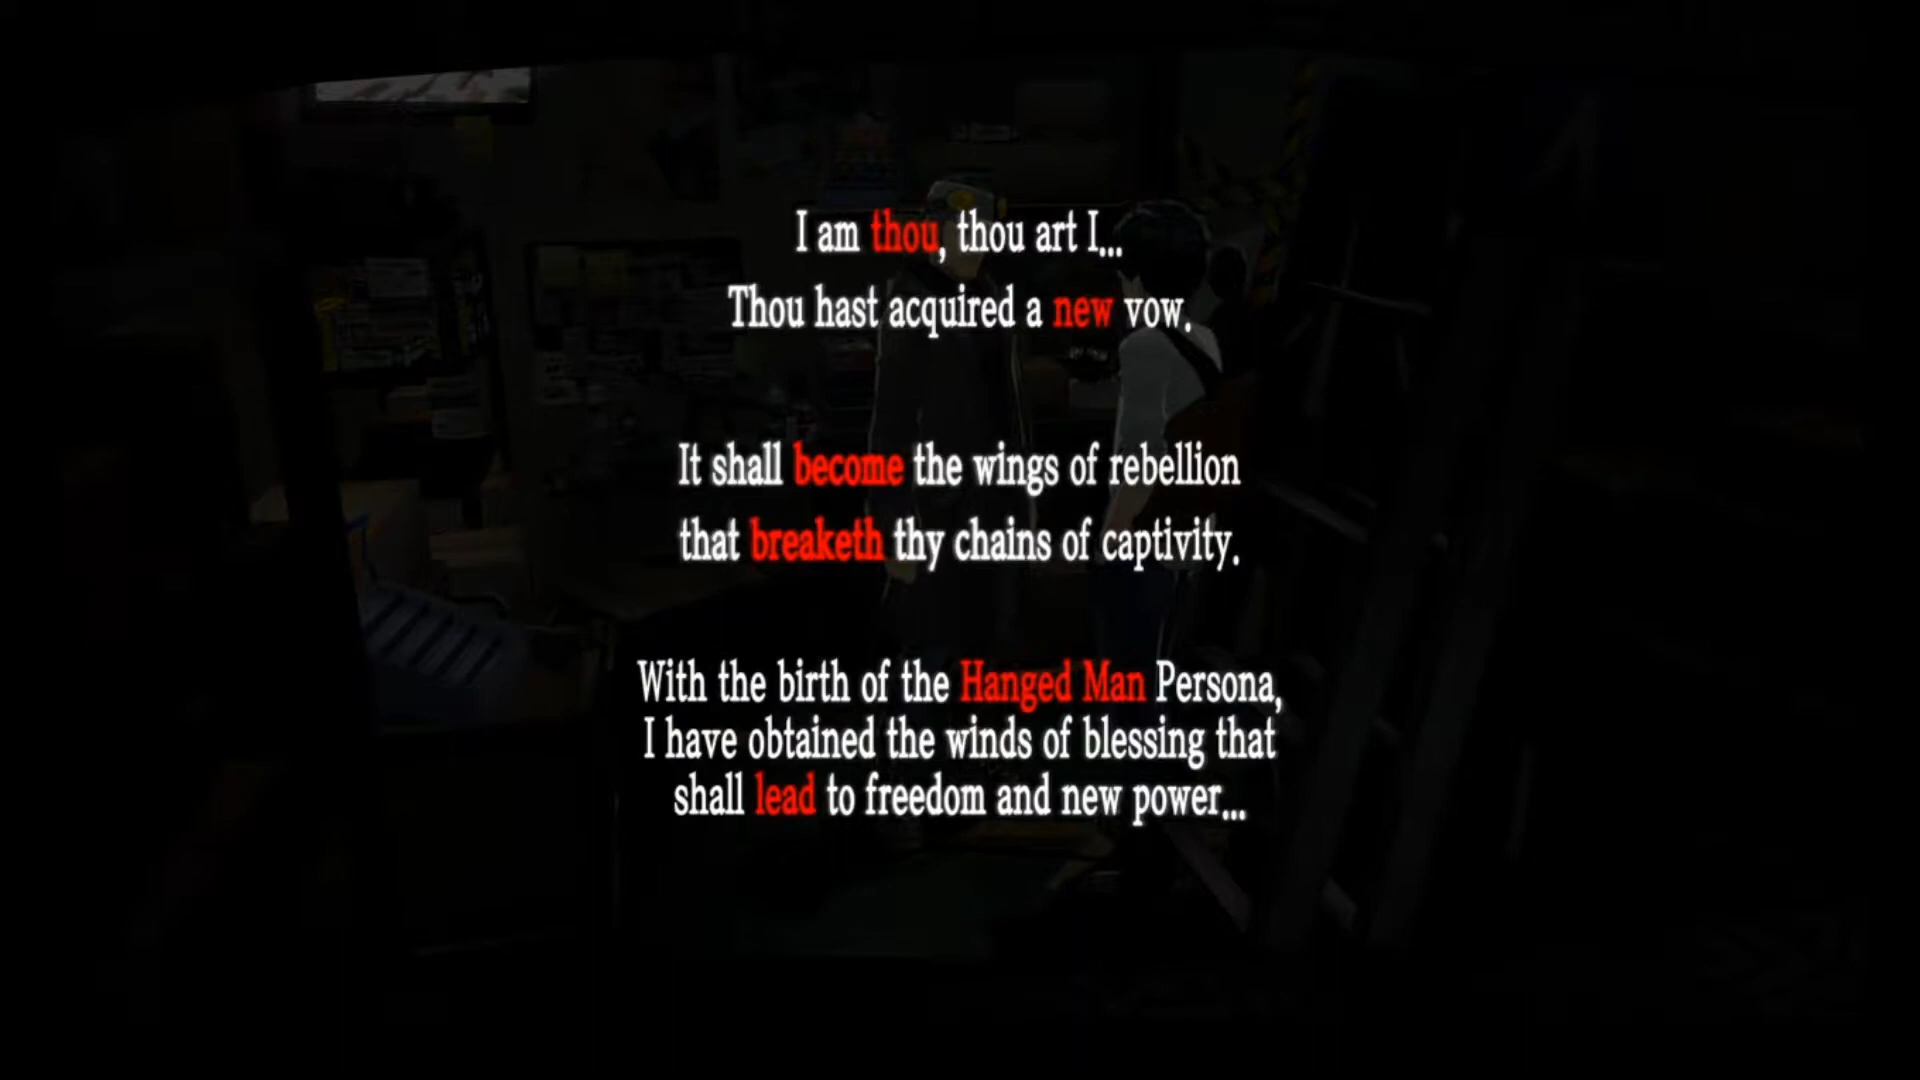 I am thou, thou art I...
Thou hast acquired a new vow.
It shall become the wings of rebellion
that breaketh thy chains of captivity.
With the birth of the Hanged Man Persona,
I have obtained the winds of blessing that
shall lead to freedom and new power...